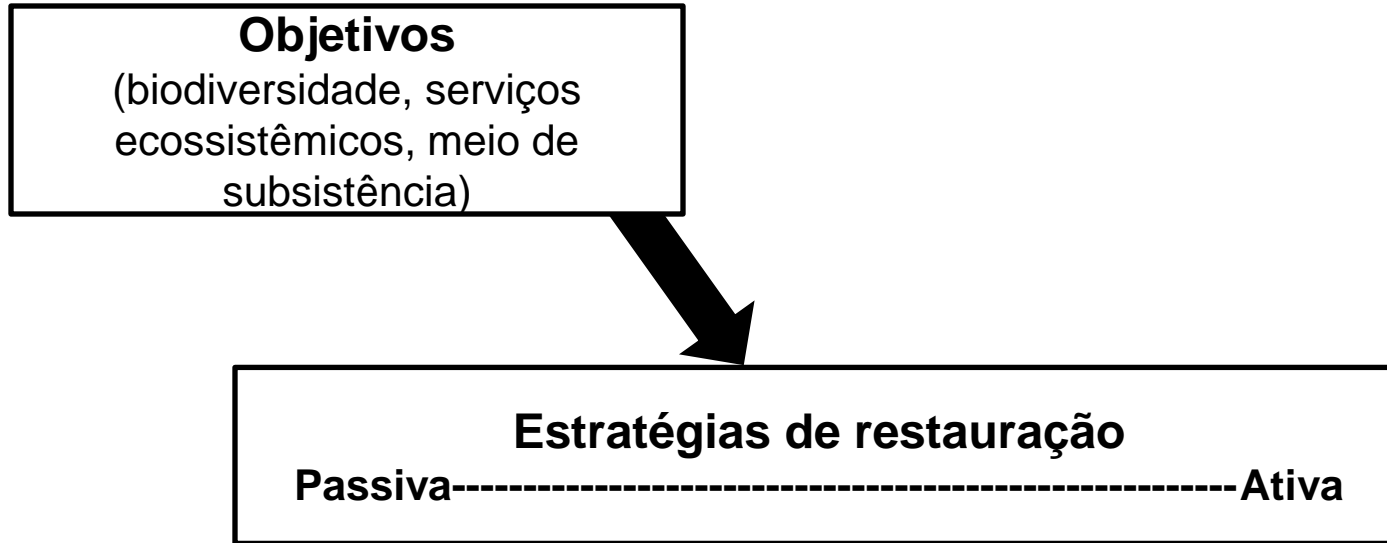 Objetivos
(biodiversidade, serviços
ecossistêmicos, meio de
subsistência)
Estratégias de restauração
Passiva-------------------------------------------------------Ativa